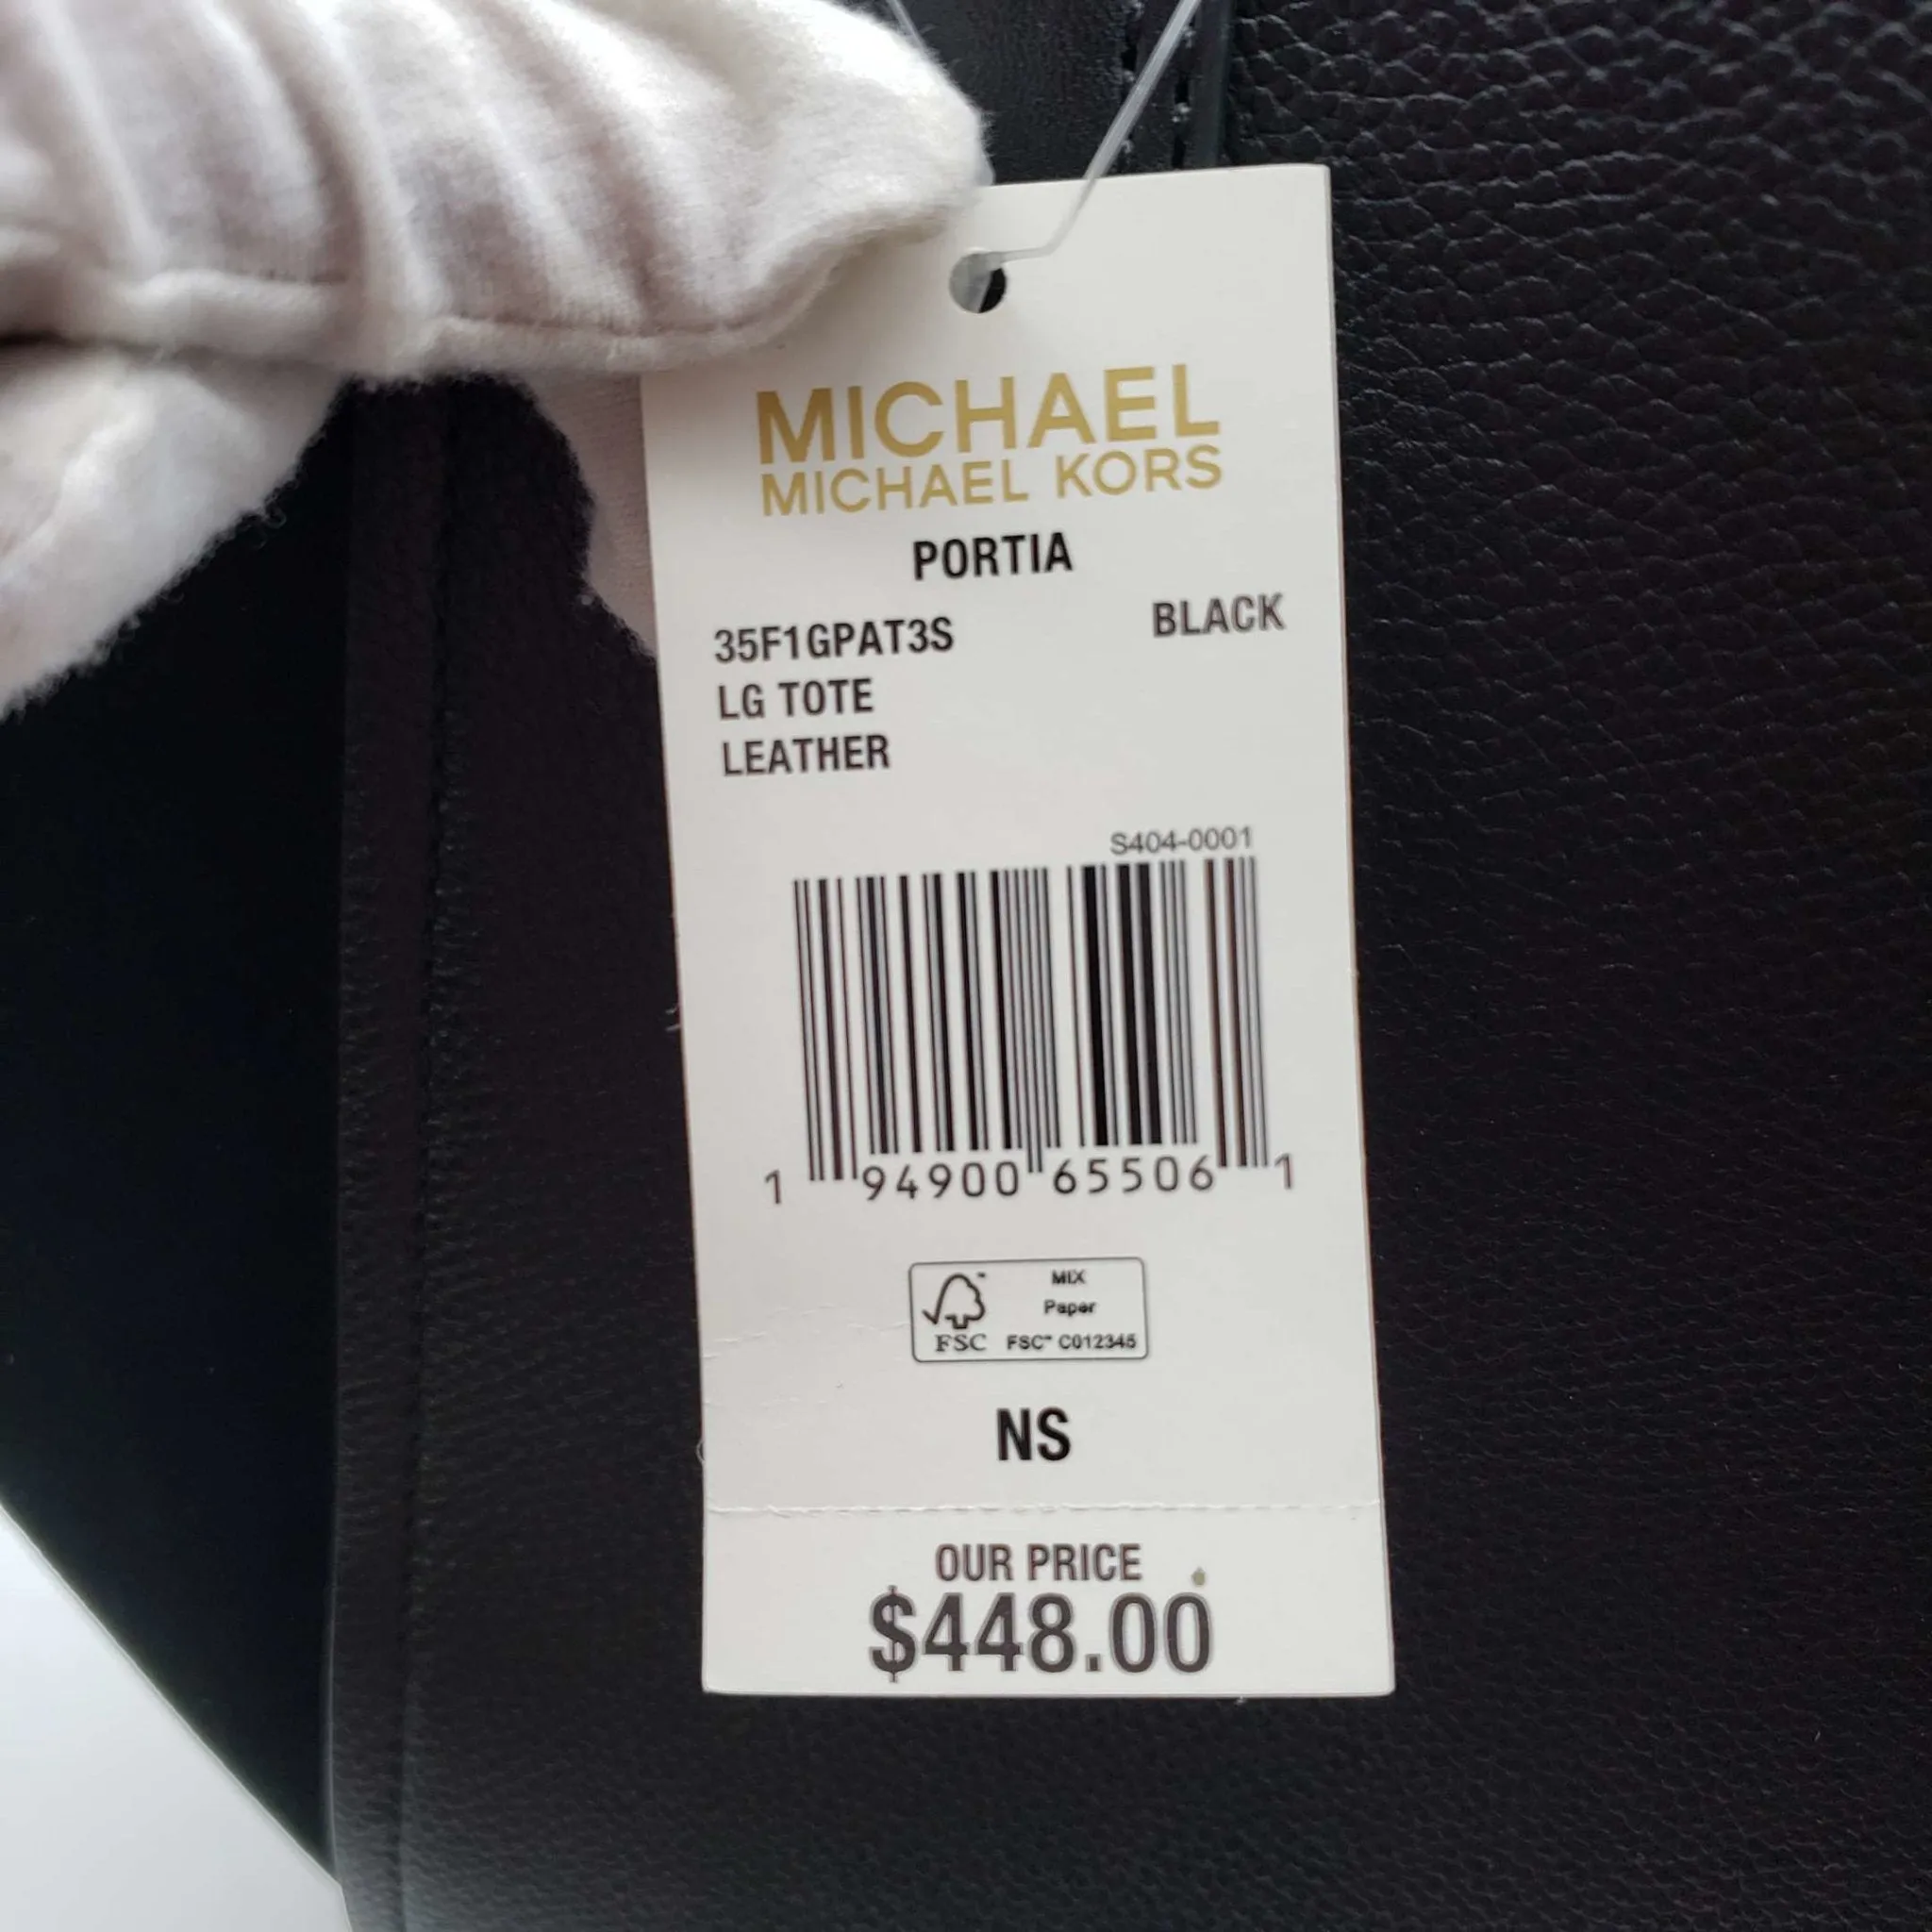 MICHAEL
MICHAEL KORS
PORTIA
35F1GPAT3S BLACK
LG TOTE
LEATHER
S404-0001
1 94900 65506 1
MIX
Paper
FSC FSC™ C012345
NS
OUR PRICE
$448.00